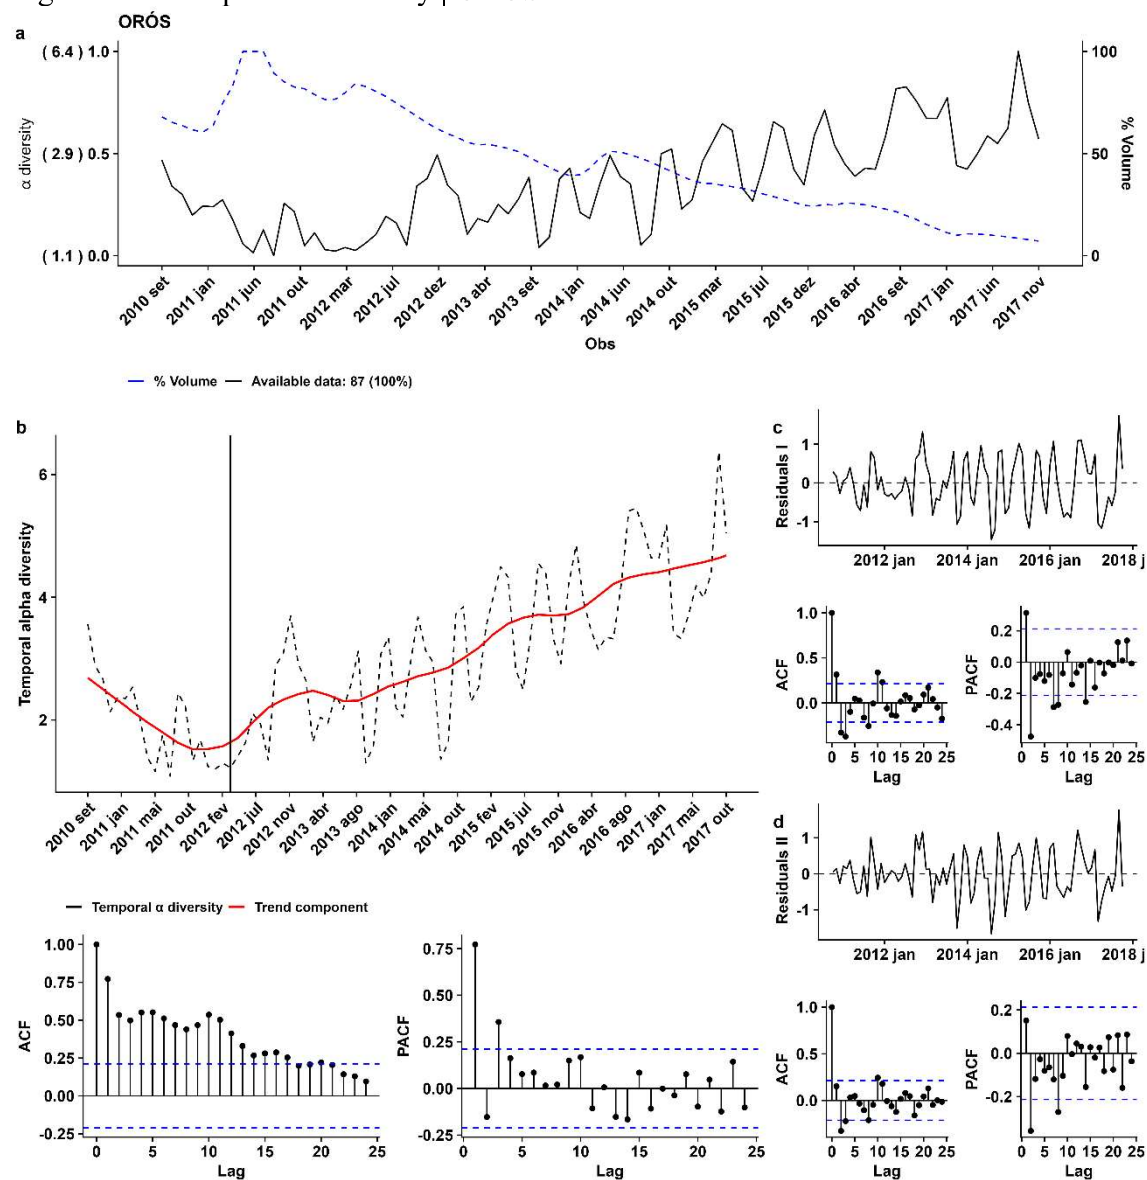 ORÓS
a
( 6.4 ) 1.0
( 2.9 ) 0.5
( 1.1 ) 0.0
α diversity
100
50
0
% Volume
2010 set
2011 jan
2011 jun
2011 out
2012 mar
2012 jul
2012 dez
2013 abr
2013 set
2014 jan
2014 jun
2014 out
2015 mar
2015 jul
2015 dez
2016 abr
2016 set
2017 jan
2017 jun
2017 nov
Obs
% Volume
Available data: 87 (100%)
b
6
4
2
Temporal alpha diversity
2010 set
2011 jan
2011 mai
2011 out
2012 fev
2012 jul
2012 nov
2013 abr
2013 ago
2014 jan
2014 mai
2014 out
2015 fev
2015 jul
2015 nov
2016 abr
2016 ago
2017 jan
2017 mai
2017 out
Temporal α diversity
Trend component
1.00
0.75
0.50
0.25
0.00
-0.25
ACF
0 5 10 15 20 25
Lag
0.75
0.50
0.25
0.00
-0.25
PACF
0 5 10 15 20 25
Lag
c
1
0
-1
Residuals I
2012 jan 2014 jan 2016 jan 2018 j
1.0
0.5
0.0
ACF
0 5 10 15 20 25
Lag
0.2
0.0
-0.2
-0.4
PACF
0 5 10 15 20 25
Lag
d
1
0
-1
Residuals II
2012 jan 2014 jan 2016 jan 2018 j
1.0
0.5
0.0
ACF
0 5 10 15 20 25
Lag
0.2
0.0
-0.2
PACF
0 5 10 15 20 25
Lag